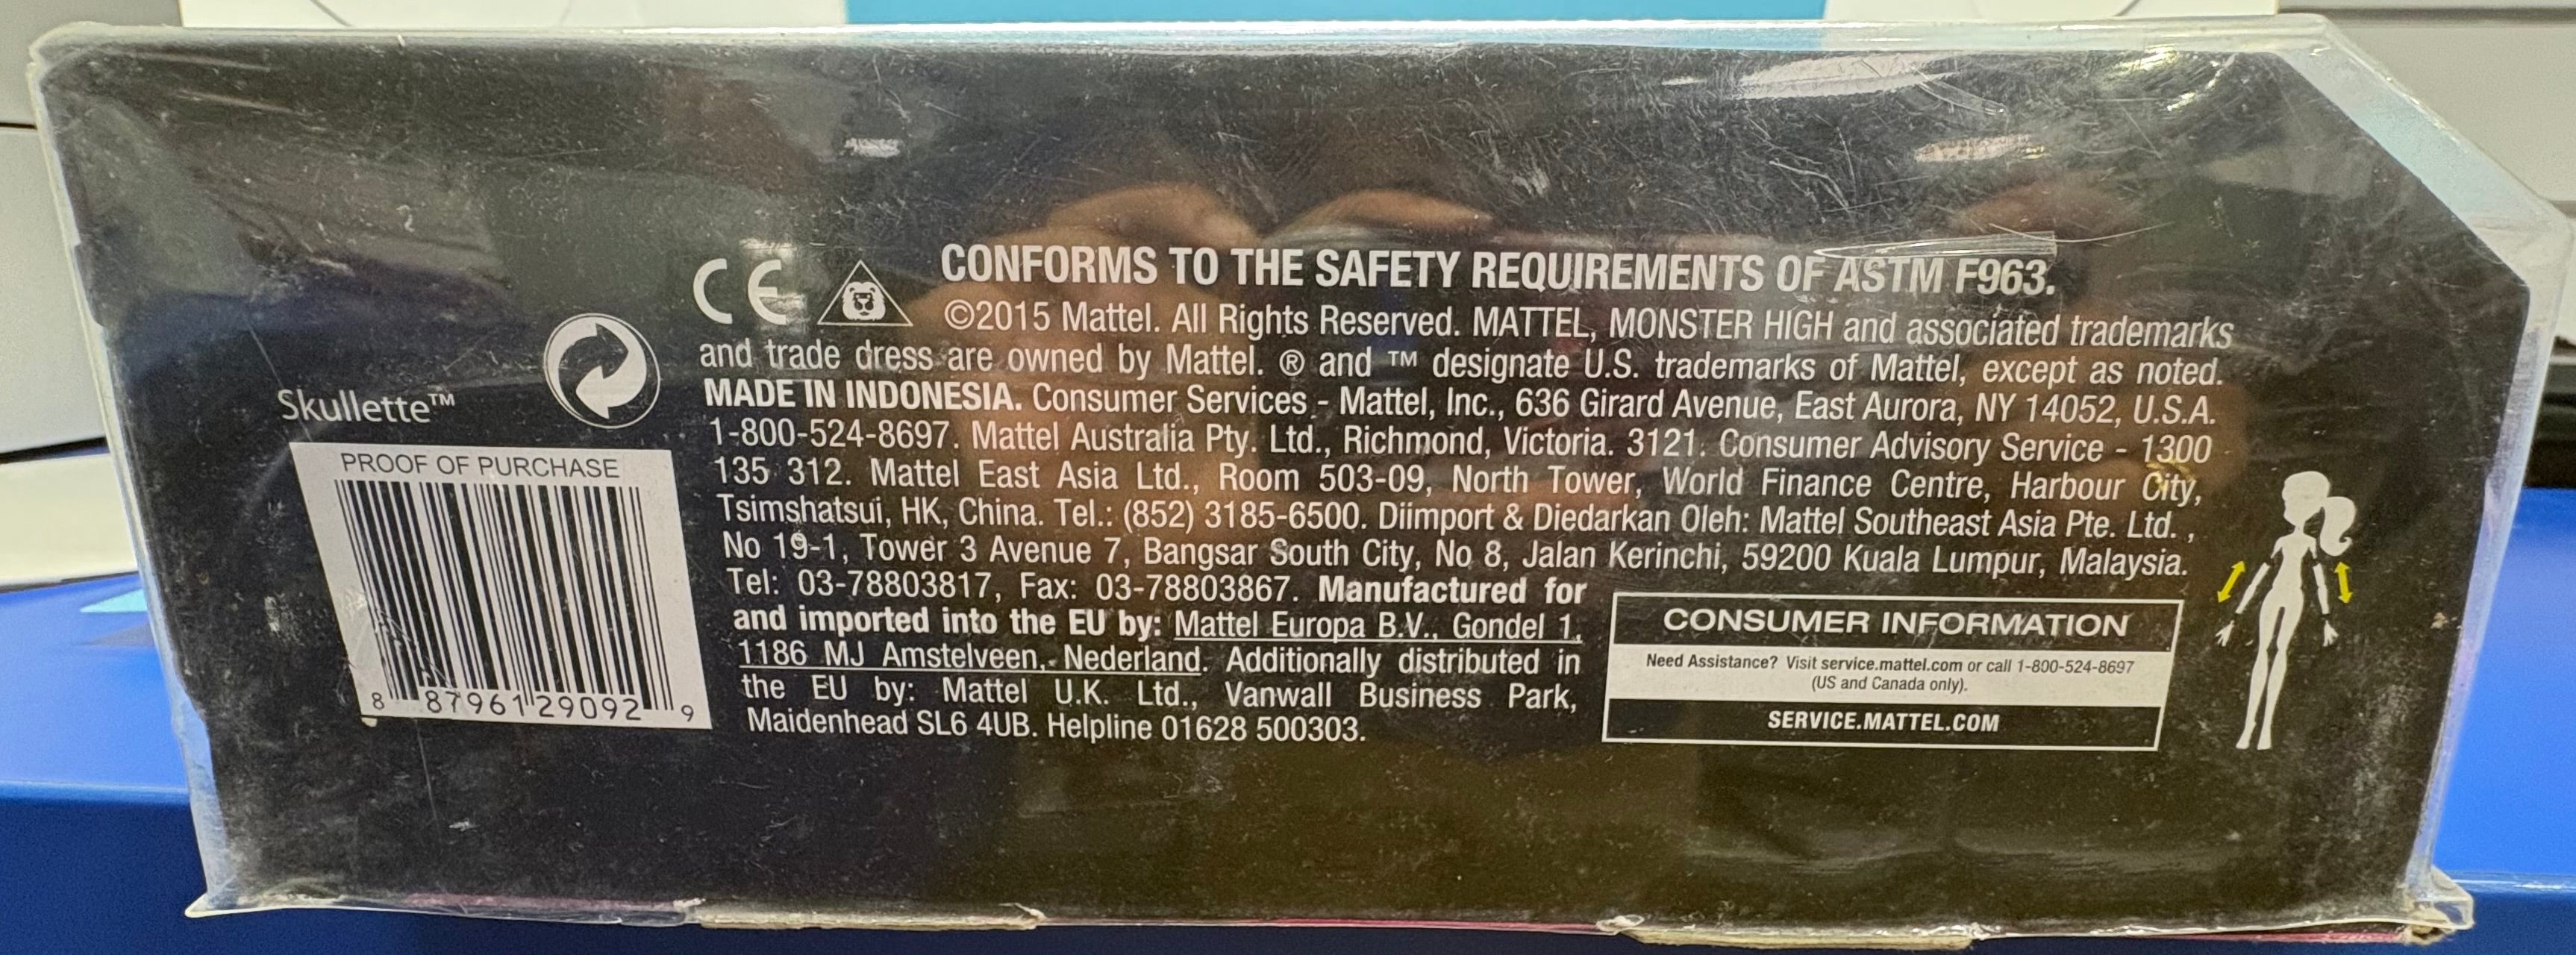 CE
CONFORMS TO THE SAFETY REQUIREMENTS OF ASTM F963.
©2015 Mattel. All Rights Reserved. MATTEL, MONSTER HIGH and associated trademarks
and trade dress are owned by Mattel. ® and ™ designate U.S. trademarks of Mattel, except as noted.
MADE IN INDONESIA. Consumer Services - Mattel, Inc., 636 Girard Avenue, East Aurora, NY 14052, U.S.A.
1-800-524-8697. Mattel Australia Pty. Ltd., Richmond, Victoria. 3121. Consumer Advisory Service - 1300
135 312. Mattel East Asia Ltd., Room 503-09, North Tower, World Finance Centre, Harbour City,
Tsimshatsui, HK, China. Tel.: (852) 3185-6500. Diimport & Diedarkan Oleh: Mattel Southeast Asia Pte. Ltd. ,
No 19-1, Tower 3 Avenue 7, Bangsar South City, No 8, Jalan Kerinchi, 59200 Kuala Lumpur, Malaysia.
Tel: 03-78803817, Fax: 03-78803867. Manufactured for
and imported into the EU by: Mattel Europa B.V., Gondel 1,
1186 MJ Amstelveen, Nederland. Additionally distributed in
the EU by: Mattel U.K. Ltd., Vanwall Business Park,
Maidenhead SL6 4UB. Helpline 01628 500303.
Skullette™
PROOF OF PURCHASE
8 87961 29092 9
CONSUMER INFORMATION
Need Assistance? Visit service.mattel.com or call 1-800-524-8697
(US and Canada only).
SERVICE.MATTEL.COM